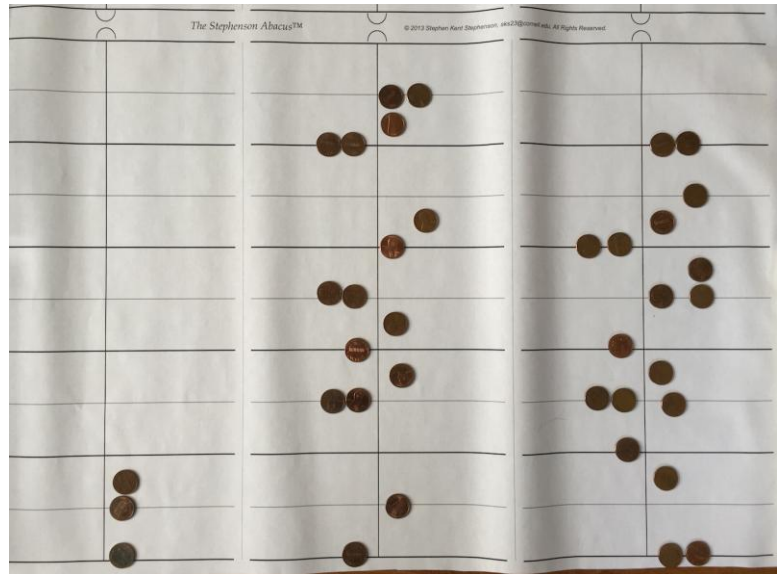 The Stephenson Abacus™
© 2013 Stephen Kent Stephenson, sks23@cornell.edu. All Rights Reserved.